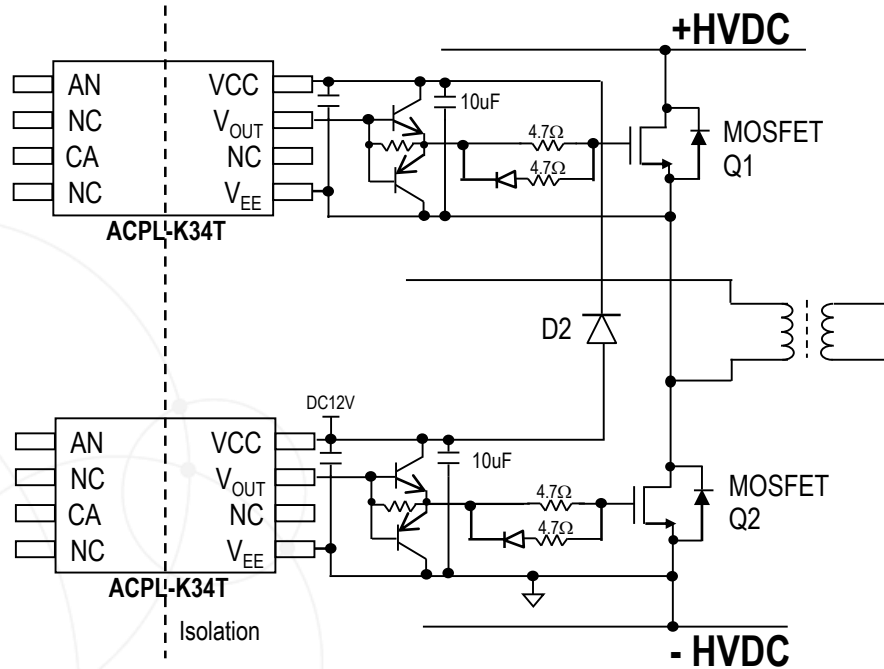 +HVDC
AN
NC
CA
NC
VCC
VOUT
NC
VEE
ACPL-K34T
10uF
4.7Ω
4.7Ω
MOSFET
Q1
D2
DC12V
AN
NC
CA
NC
VCC
VOUT
NC
VEE
ACPL-K34T
10uF
4.7Ω
4.7Ω
MOSFET
Q2
Isolation
- HVDC